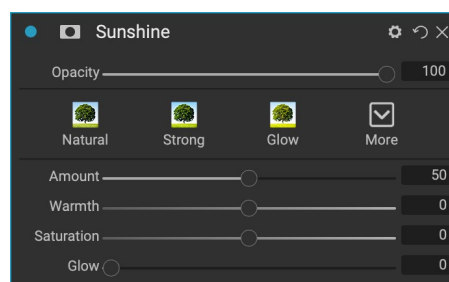 Sunshine
Opacity 100
Natural Strong Glow More
Amount 50
Warmth 0
Saturation 0
Glow 0